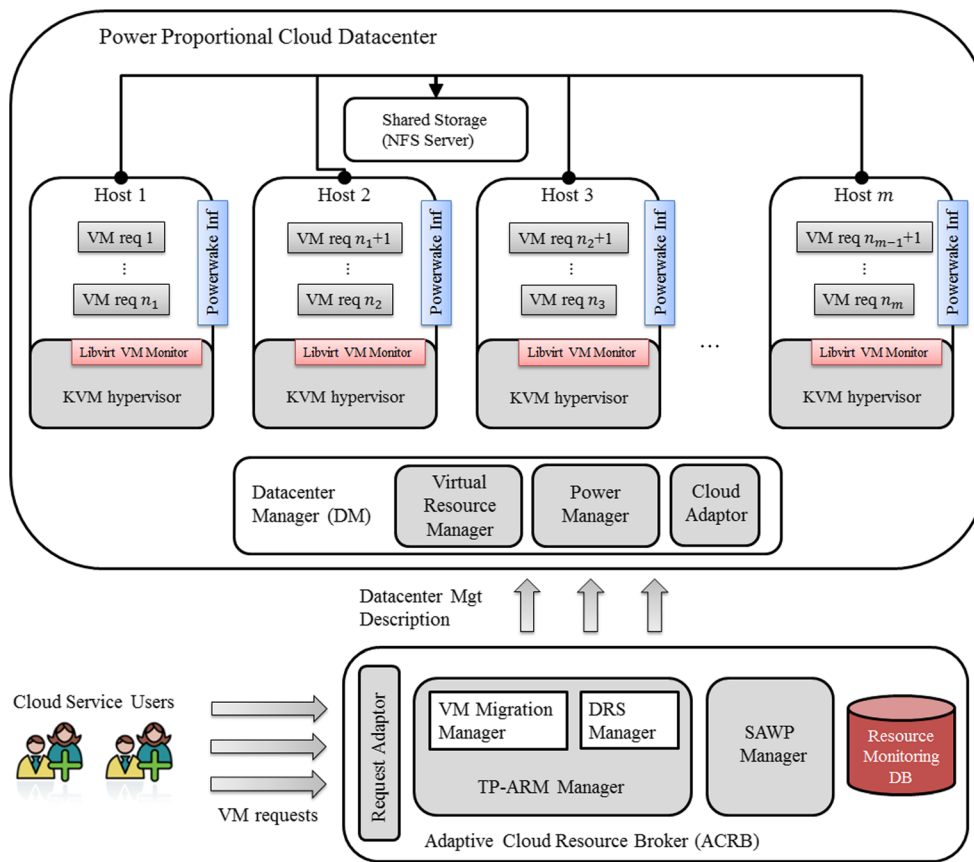 Power Proportional Cloud Datacenter
Shared Storage
(NFS Server)
Host 1
VM req 1
⋮
VM req n₁
Powerwake Inf
Libvirt VM Monitor
KVM hypervisor
Host 2
VM req n₁+1
⋮
VM req n₂
Powerwake Inf
Libvirt VM Monitor
KVM hypervisor
Host 3
VM req n₂+1
⋮
VM req n₃
Powerwake Inf
Libvirt VM Monitor
KVM hypervisor
...
Host m
VM req nₘ₋₁+1
⋮
VM req nₘ
Powerwake Inf
Libvirt VM Monitor
KVM hypervisor
Datacenter
Manager (DM)
Virtual
Resource
Manager
Power
Manager
Cloud
Adaptor
Datacenter Mgt
Description
Cloud Service Users
VM requests
Request Adaptor
VM Migration
Manager
DRS
Manager
TP-ARM Manager
SAWP
Manager
Resource
Monitoring
DB
Adaptive Cloud Resource Broker (ACRB)